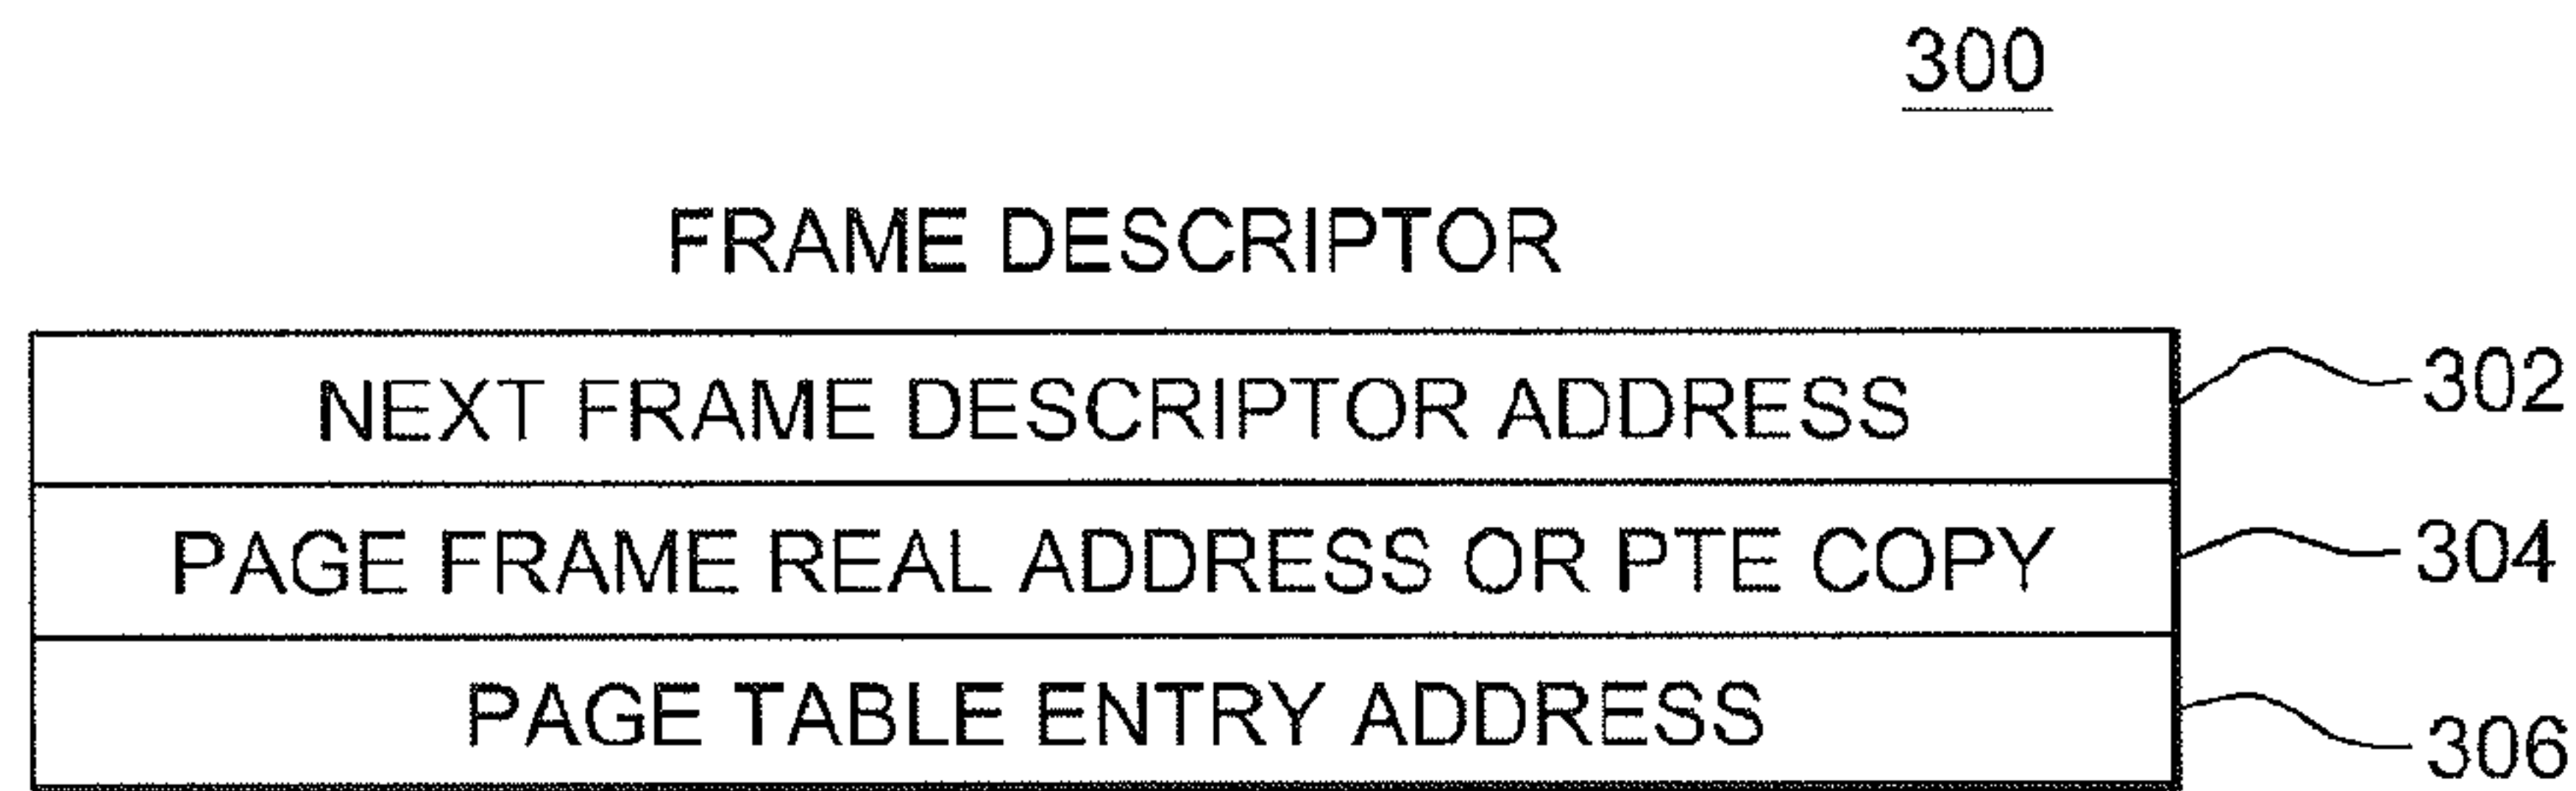 300
FRAME DESCRIPTOR
NEXT FRAME DESCRIPTOR ADDRESS 302
PAGE FRAME REAL ADDRESS OR PTE COPY 304
PAGE TABLE ENTRY ADDRESS 306